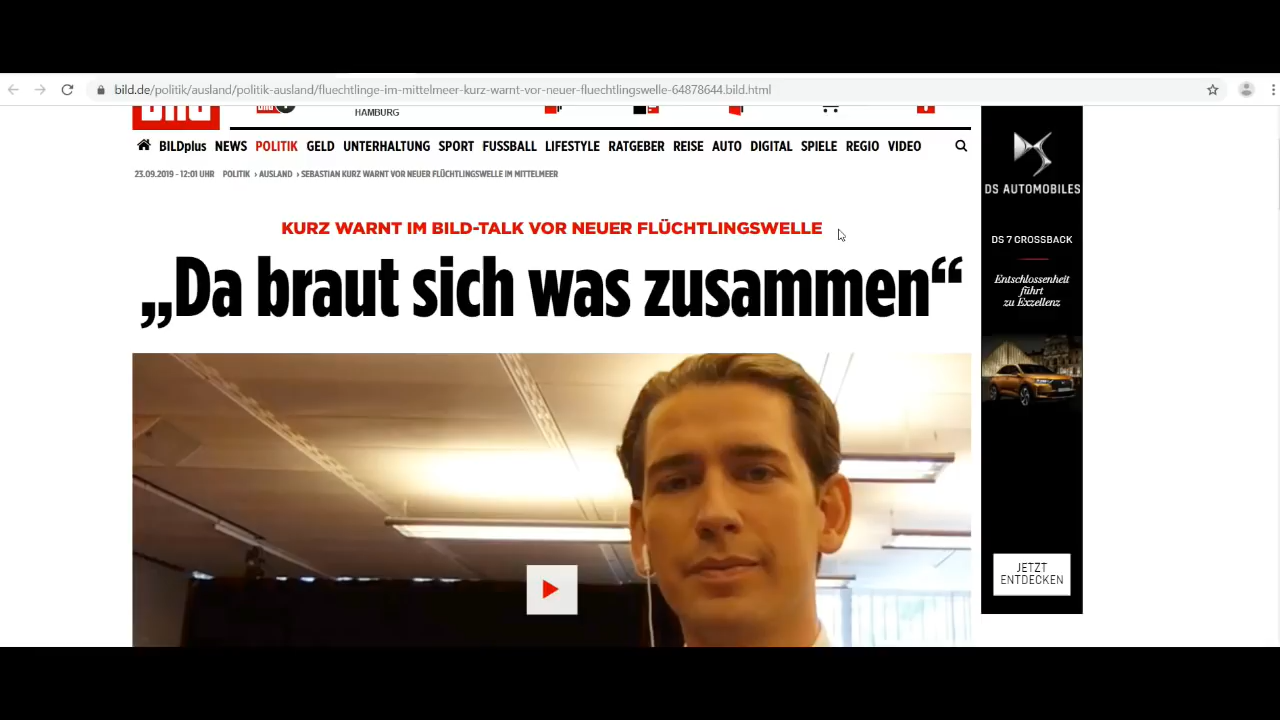 bild.de/politik/ausland/politik-ausland/fluechtlinge-im-mittelmeer-kurz-warnt-vor-neuer-fluechtlingswelle-64878644.bild.html
HAMBURG
BILDplus NEWS POLITIK GELD UNTERHALTUNG SPORT FUSSBALL LIFESTYLE RATGEBER REISE AUTO DIGITAL SPIELE REGIO VIDEO
23.09.2019 - 12:01 UHR POLITIK › AUSLAND › SEBASTIAN KURZ WARNT VOR NEUER FLÜCHTLINGSWELLE IM MITTELMEER
KURZ WARNT IM BILD-TALK VOR NEUER FLÜCHTLINGSWELLE
„Da braut sich was zusammen“
DS AUTOMOBILES
DS 7 CROSSBACK
Entschlossenheit
führt
zu Exzellenz
JETZT
ENTDECKEN